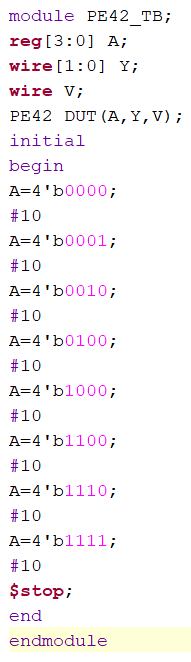 module PE42_TB;
reg[3:0] A;
wire[1:0] Y;
wire V;
PE42 DUT(A,Y,V);
initial
begin
A=4'b0000;
#10
A=4'b0001;
#10
A=4'b0010;
#10
A=4'b0100;
#10
A=4'b1000;
#10
A=4'b1100;
#10
A=4'b1110;
#10
A=4'b1111;
#10
$stop;
end
endmodule